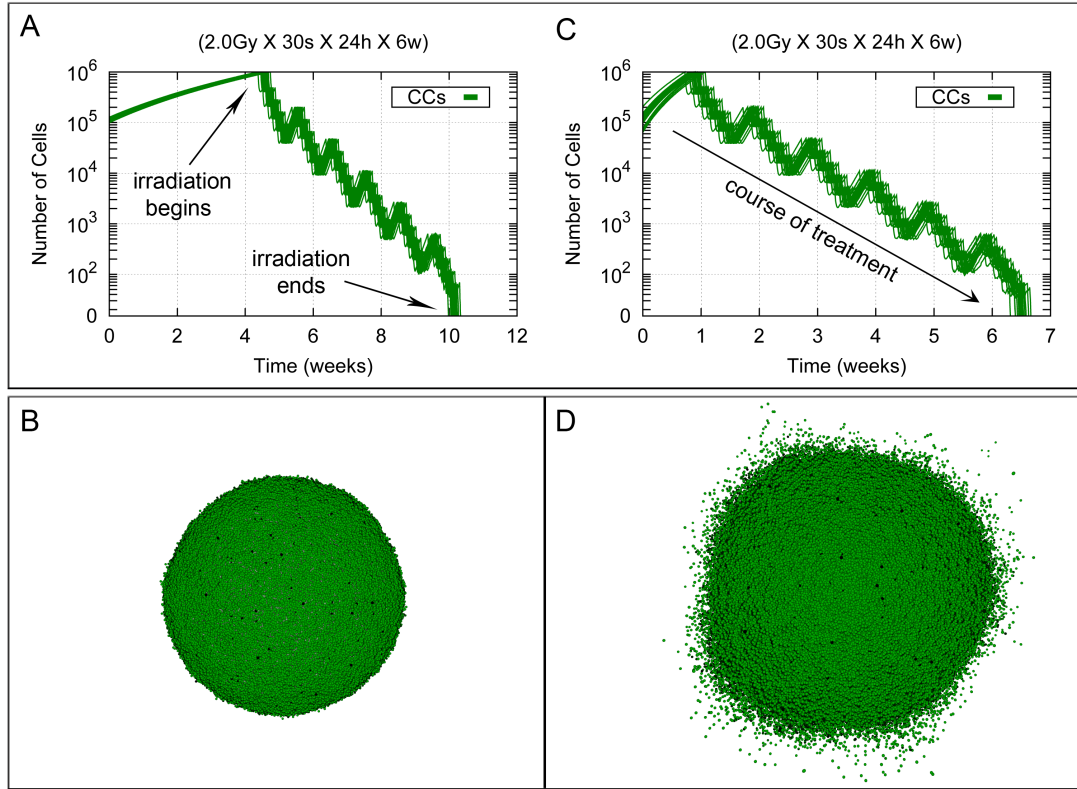 A
(2.0Gy X 30s X 24h X 6w)
Number of Cells
10^6
10^5
10^4
10^3
10^2
0
CCs
irradiation
begins
irradiation
ends
0 2 4 6 8 10 12
Time (weeks)
C
(2.0Gy X 30s X 24h X 6w)
Number of Cells
10^6
10^5
10^4
10^3
10^2
0
CCs
course of treatment
0 1 2 3 4 5 6 7
Time (weeks)
B
D